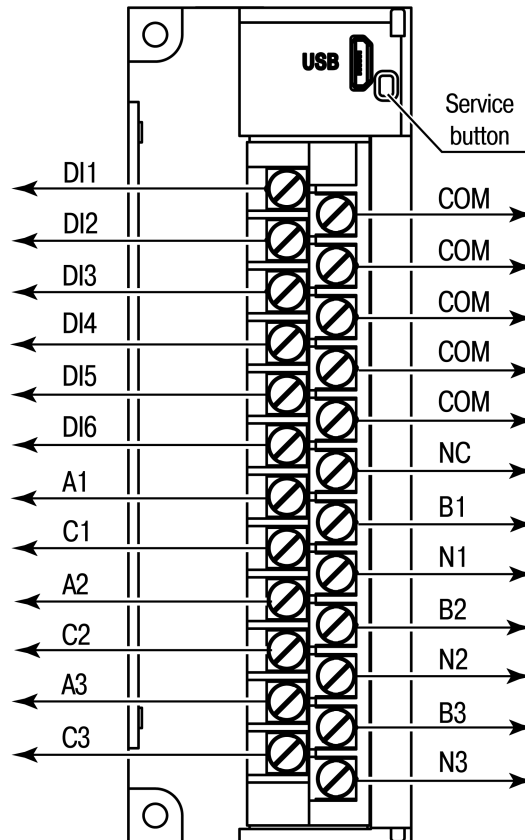 USB
Service
button
DI1
COM
DI2
COM
DI3
COM
DI4
COM
DI5
COM
DI6
NC
A1
B1
C1
N1
A2
B2
C2
N2
A3
B3
C3
N3